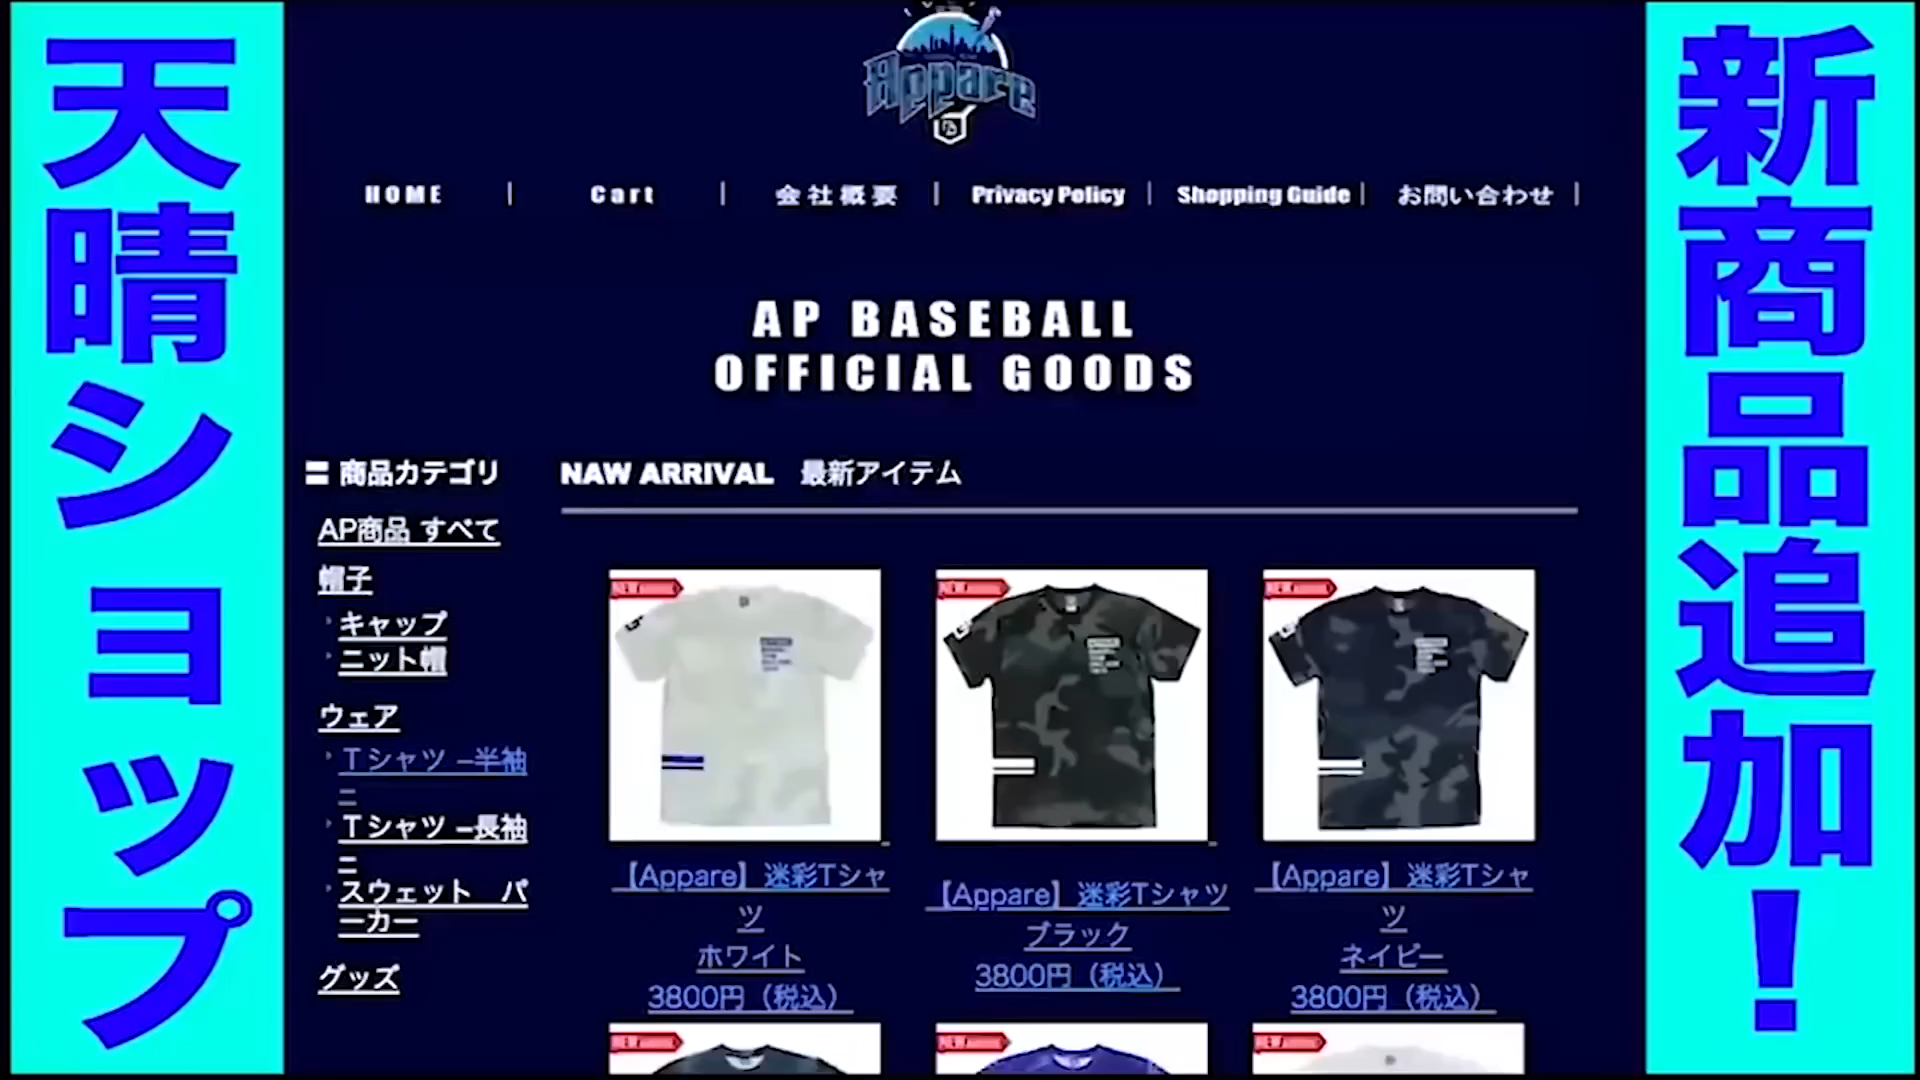 天晴ショップ
新商品追加!
Appare
HOME | Cart | 会社概要 | Privacy Policy | Shopping Guide | お問い合わせ |
AP BASEBALL
OFFICIAL GOODS
商品カテゴリ
AP商品 すべて
帽子
キャップ
ニット帽
ウェア
Tシャツ –半袖
–
Tシャツ –長袖
–
スウェット パ
ーカー
グッズ
NAW ARRIVAL 最新アイテム
NEW
【Appare】迷彩Tシャ
ツ
ホワイト
3800円（税込）
NEW
【Appare】迷彩Tシャツ
ブラック
3800円（税込）
NEW
【Appare】迷彩Tシャ
ツ
ネイビー
3800円（税込）
NEW
NEW
NEW